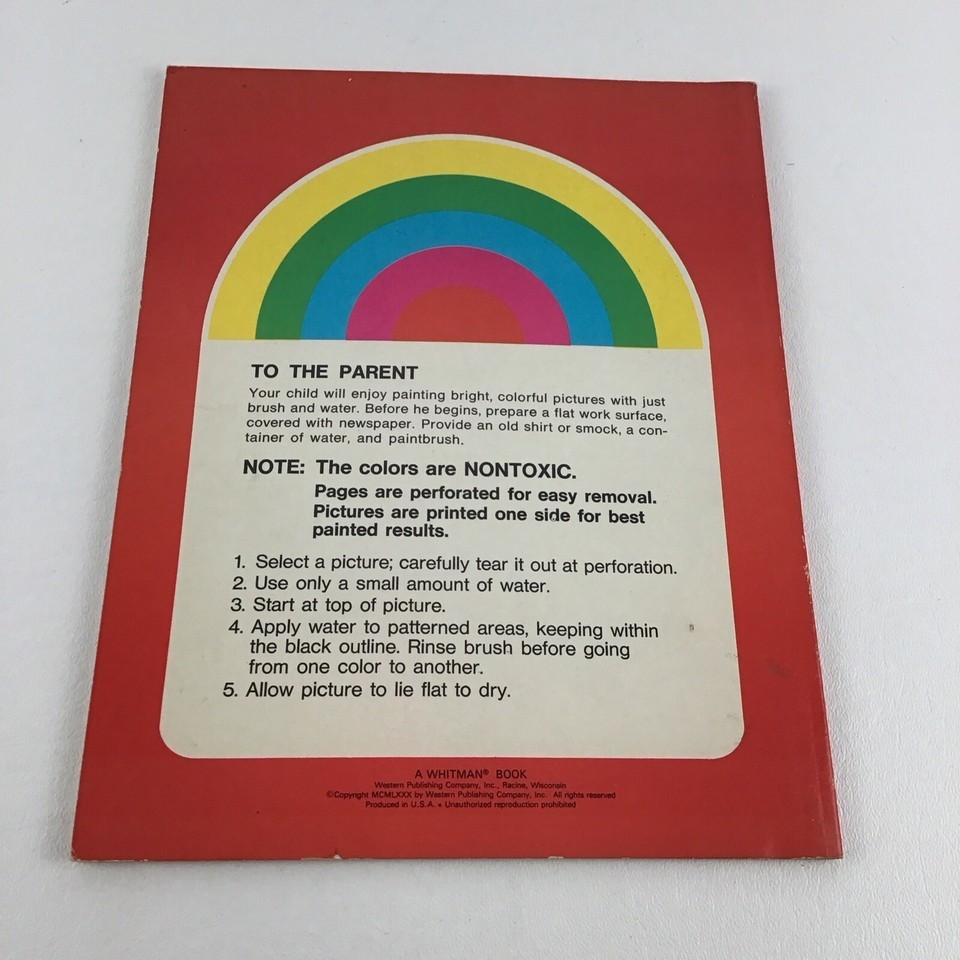 TO THE PARENT
Your child will enjoy painting bright, colorful pictures with just
brush and water. Before he begins, prepare a flat work surface,
covered with newspaper. Provide an old shirt or smock, a con-
tainer of water, and paintbrush.
NOTE: The colors are NONTOXIC.
Pages are perforated for easy removal.
Pictures are printed one side for best
painted results.
1. Select a picture; carefully tear it out at perforation.
2. Use only a small amount of water.
3. Start at top of picture.
4. Apply water to patterned areas, keeping within
the black outline. Rinse brush before going
from one color to another.
5. Allow picture to lie flat to dry.
A WHITMAN® BOOK
Western Publishing Company, Inc., Racine, Wisconsin
©Copyright MCMLXXX by Western Publishing Company, Inc. All rights reserved
Produced in U.S.A. • Unauthorized reproduction prohibited